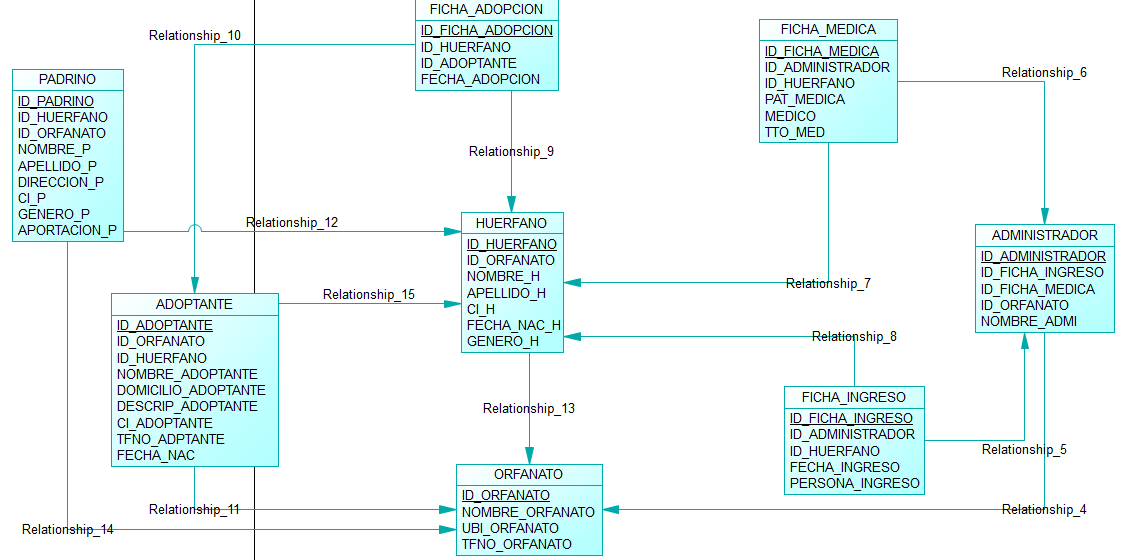 FICHA_ADOPCION
ID_FICHA_ADOPCION
ID_HUERFANO
ID_ADOPTANTE
FECHA_ADOPCION
FICHA_MEDICA
ID_FICHA_MEDICA
ID_ADMINISTRADOR
ID_HUERFANO
PAT_MEDICA
MEDICO
TTO_MED
Relationship_10
Relationship_6
PADRINO
ID_PADRINO
ID_HUERFANO
ID_ORFANATO
NOMBRE_P
APELLIDO_P
DIRECCION_P
CI_P
GENERO_P
APORTACION_P
Relationship_9
Relationship_12
HUERFANO
ID_HUERFANO
ID_ORFANATO
NOMBRE_H
APELLIDO_H
CI_H
FECHA_NAC_H
GENERO_H
ADMINISTRADOR
ID_ADMINISTRADOR
ID_FICHA_INGRESO
ID_FICHA_MEDICA
ID_ORFANATO
NOMBRE_ADMI
Relationship_7
Relationship_15
ADOPTANTE
ID_ADOPTANTE
ID_ORFANATO
ID_HUERFANO
NOMBRE_ADOPTANTE
DOMICILIO_ADOPTANTE
DESCRIP_ADOPTANTE
CI_ADOPTANTE
TFNO_ADPTANTE
FECHA_NAC
Relationship_8
Relationship_13
FICHA_INGRESO
ID_FICHA_INGRESO
ID_ADMINISTRADOR
ID_HUERFANO
FECHA_INGRESO
PERSONA_INGRESO
Relationship_5
ORFANATO
ID_ORFANATO
NOMBRE_ORFANATO
UBI_ORFANATO
TFNO_ORFANATO
Relationship_11
Relationship_4
Relationship_14